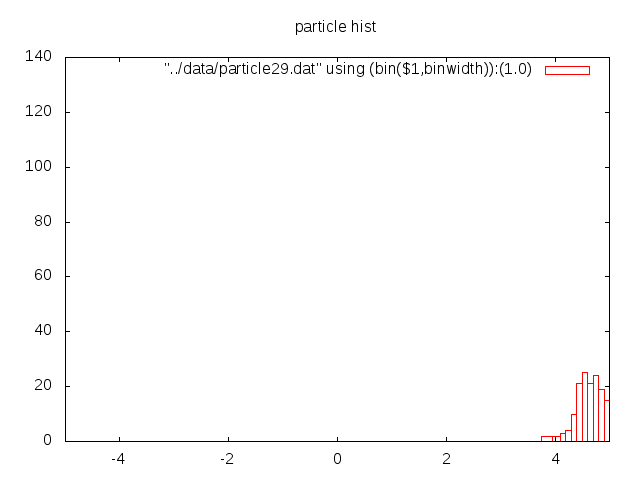 particle hist
"../data/particle29.dat" using (bin($1,binwidth)):(1.0)
140
120
100
80
60
40
20
0
-4 -2 0 2 4